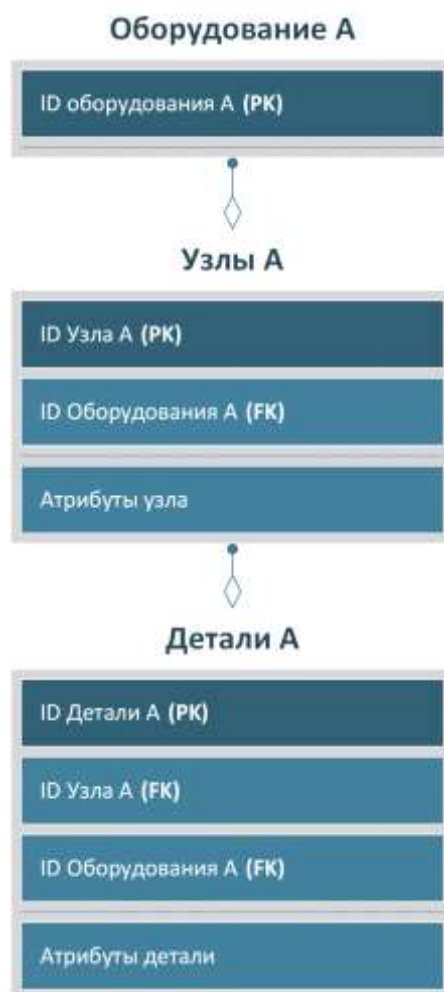 Оборудование А
ID оборудования А (PK)
Узлы А
ID Узла А (PK)
ID Оборудования А (FK)
Атрибуты узла
Детали А
ID Детали А (PK)
ID Узла А (FK)
ID Оборудования А (FK)
Атрибуты детали